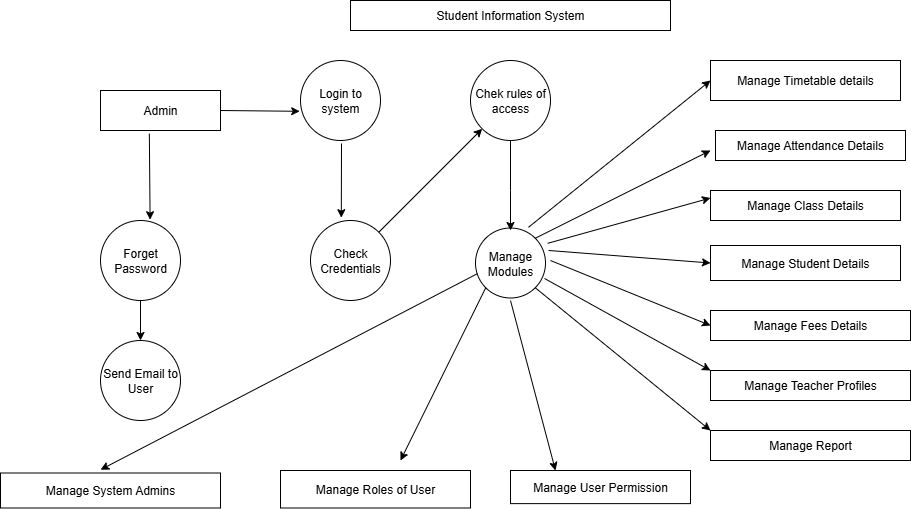 Student Information System
Admin
Login to
system
Chek rules of
access
Manage Timetable details
Manage Attendance Details
Manage Class Details
Forget
Password
Check
Credentials
Manage
Modules
Manage Student Details
Manage Fees Details
Send Email to
User
Manage Teacher Profiles
Manage Report
Manage System Admins
Manage Roles of User
Manage User Permission